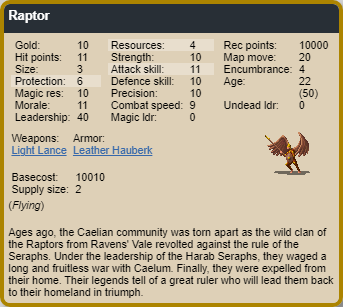 Raptor
Gold: 10 Resources: 4 Rec points: 10000
Hit points: 11 Strength: 10 Map move: 20
Size: 3 Attack skill: 11 Encumbrance: 4
Protection: 6 Defence skill: 10 Age: 22
Magic res: 10 Precision: 10 (50)
Morale: 11 Combat speed: 9 Undead ldr: 0
Leadership: 40 Magic ldr: 0
Weapons: Armor:
Light Lance Leather Hauberk
Basecost: 10010
Supply size: 2
(Flying)
Ages ago, the Caelian community was torn apart as the wild clan of
the Raptors from Ravens' Vale revolted against the rule of the
Seraphs. Under the leadership of the Harab Seraphs, they waged a
long and fruitless war with Caelum. Finally, they were expelled from
their home. Their legends tell of a great ruler who will lead them back
to their homeland in triumph.